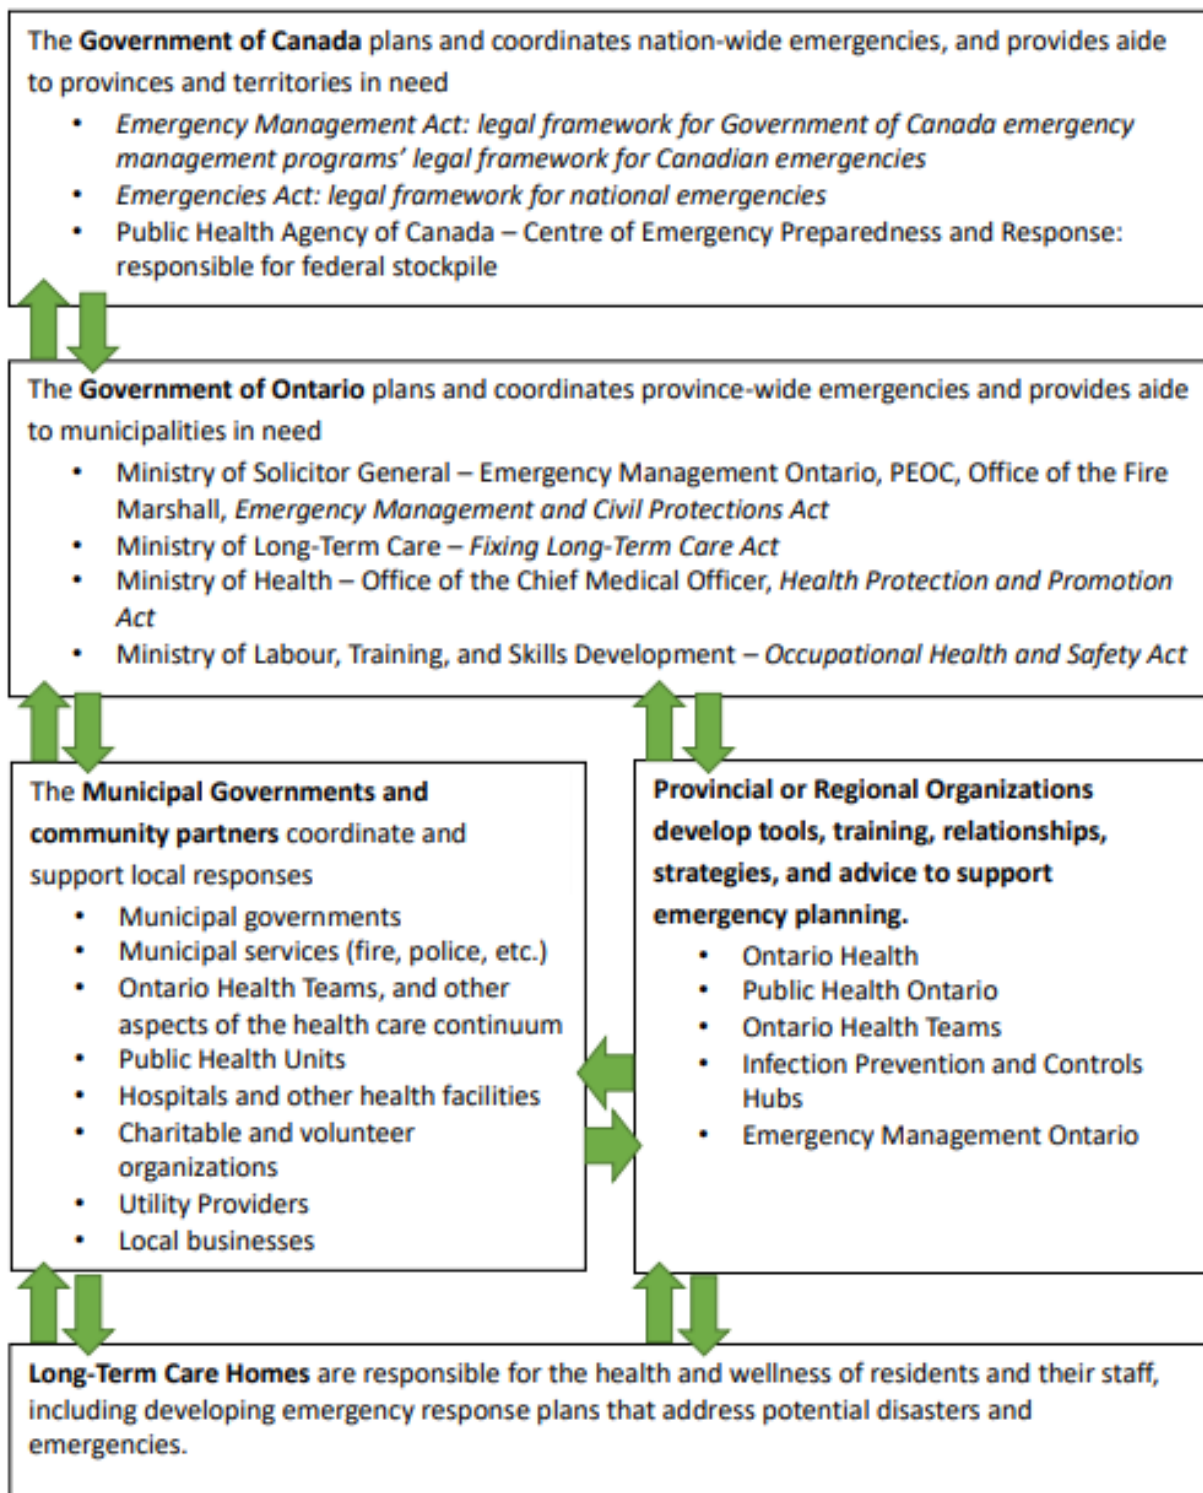 The Government of Canada plans and coordinates nation-wide emergencies, and provides aide
to provinces and territories in need
• Emergency Management Act: legal framework for Government of Canada emergency
management programs' legal framework for Canadian emergencies
• Emergencies Act: legal framework for national emergencies
• Public Health Agency of Canada – Centre of Emergency Preparedness and Response:
responsible for federal stockpile
The Government of Ontario plans and coordinates province-wide emergencies and provides aide
to municipalities in need
• Ministry of Solicitor General – Emergency Management Ontario, PEOC, Office of the Fire
Marshall, Emergency Management and Civil Protections Act
• Ministry of Long-Term Care – Fixing Long-Term Care Act
• Ministry of Health – Office of the Chief Medical Officer, Health Protection and Promotion
Act
• Ministry of Labour, Training, and Skills Development – Occupational Health and Safety Act
The Municipal Governments and
community partners coordinate and
support local responses
• Municipal governments
• Municipal services (fire, police, etc.)
• Ontario Health Teams, and other
aspects of the health care continuum
• Public Health Units
• Hospitals and other health facilities
• Charitable and volunteer
organizations
• Utility Providers
• Local businesses
Provincial or Regional Organizations
develop tools, training, relationships,
strategies, and advice to support
emergency planning.
• Ontario Health
• Public Health Ontario
• Ontario Health Teams
• Infection Prevention and Controls
Hubs
• Emergency Management Ontario
Long-Term Care Homes are responsible for the health and wellness of residents and their staff,
including developing emergency response plans that address potential disasters and
emergencies.